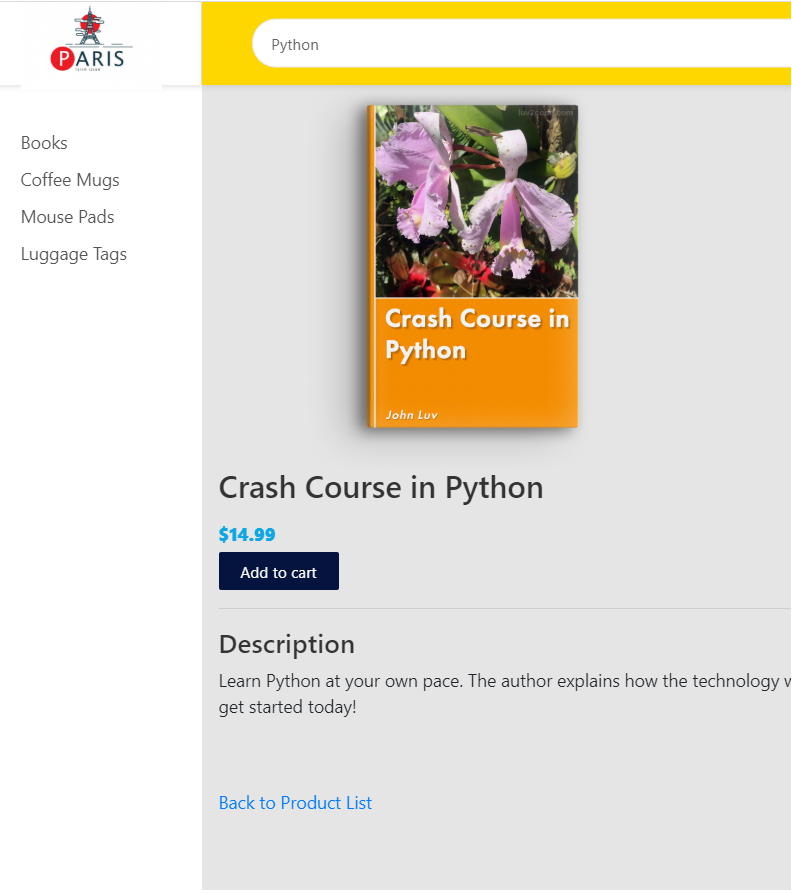 PARIS
Python
Books
Coffee Mugs
Mouse Pads
Luggage Tags
luv2code.com
Crash Course in
Python
John Luv
Crash Course in Python
$14.99
Add to cart
Description
Learn Python at your own pace. The author explains how the technology w
get started today!
Back to Product List